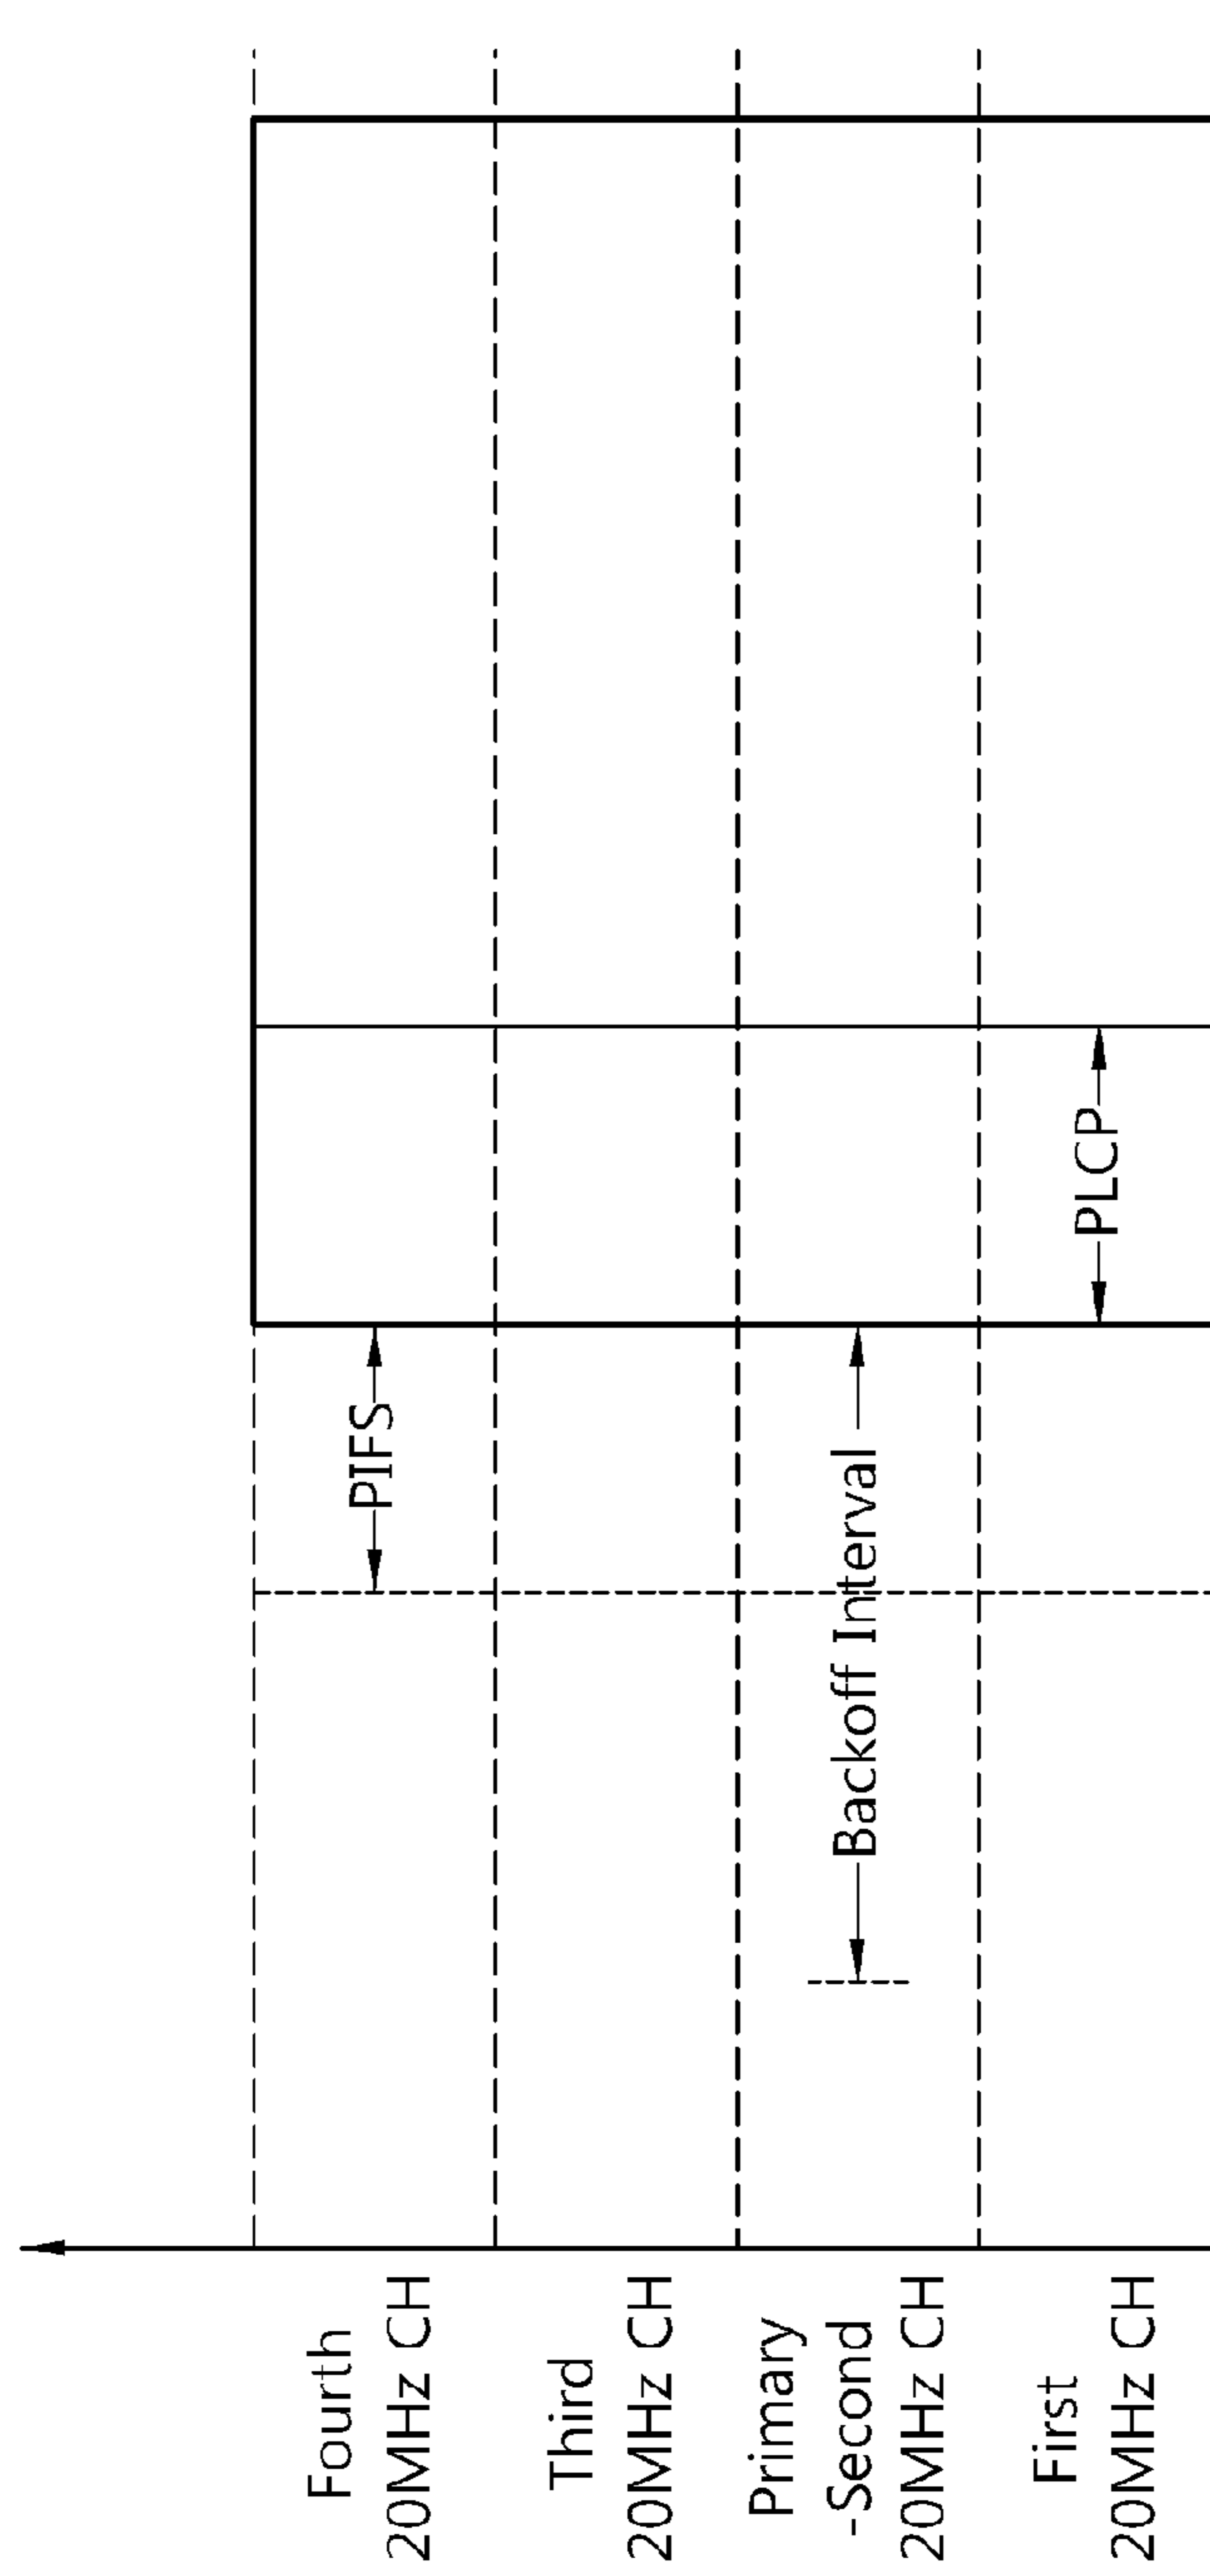 Fourth
20MHz CH
PIFS
Third
20MHz CH
Primary
-Second
20MHz CH
Backoff Interval
First
20MHz CH
PLCP